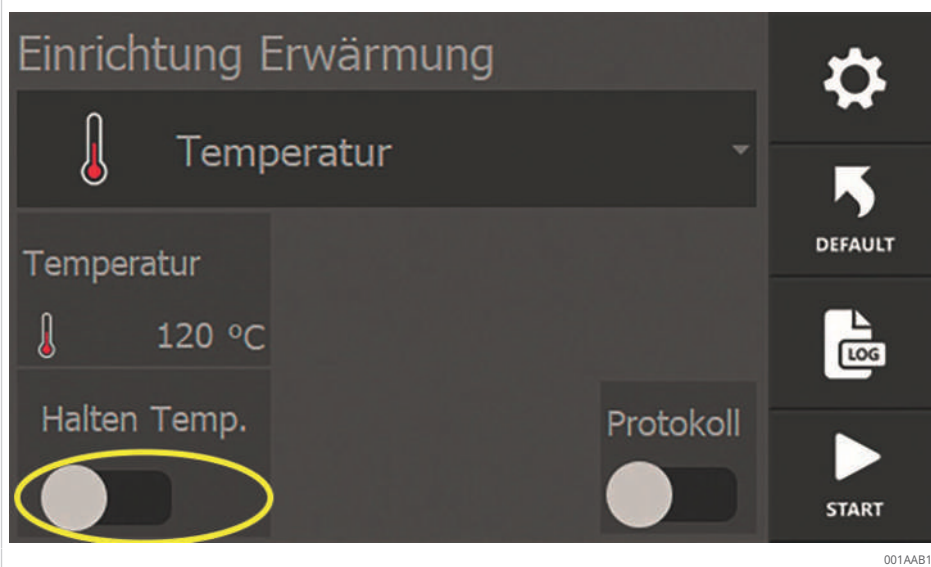 Einrichtung Erwärmung
Temperatur
Temperatur
120 °C
Halten Temp.
Protokoll
DEFAULT
LOG
START
001AAB1